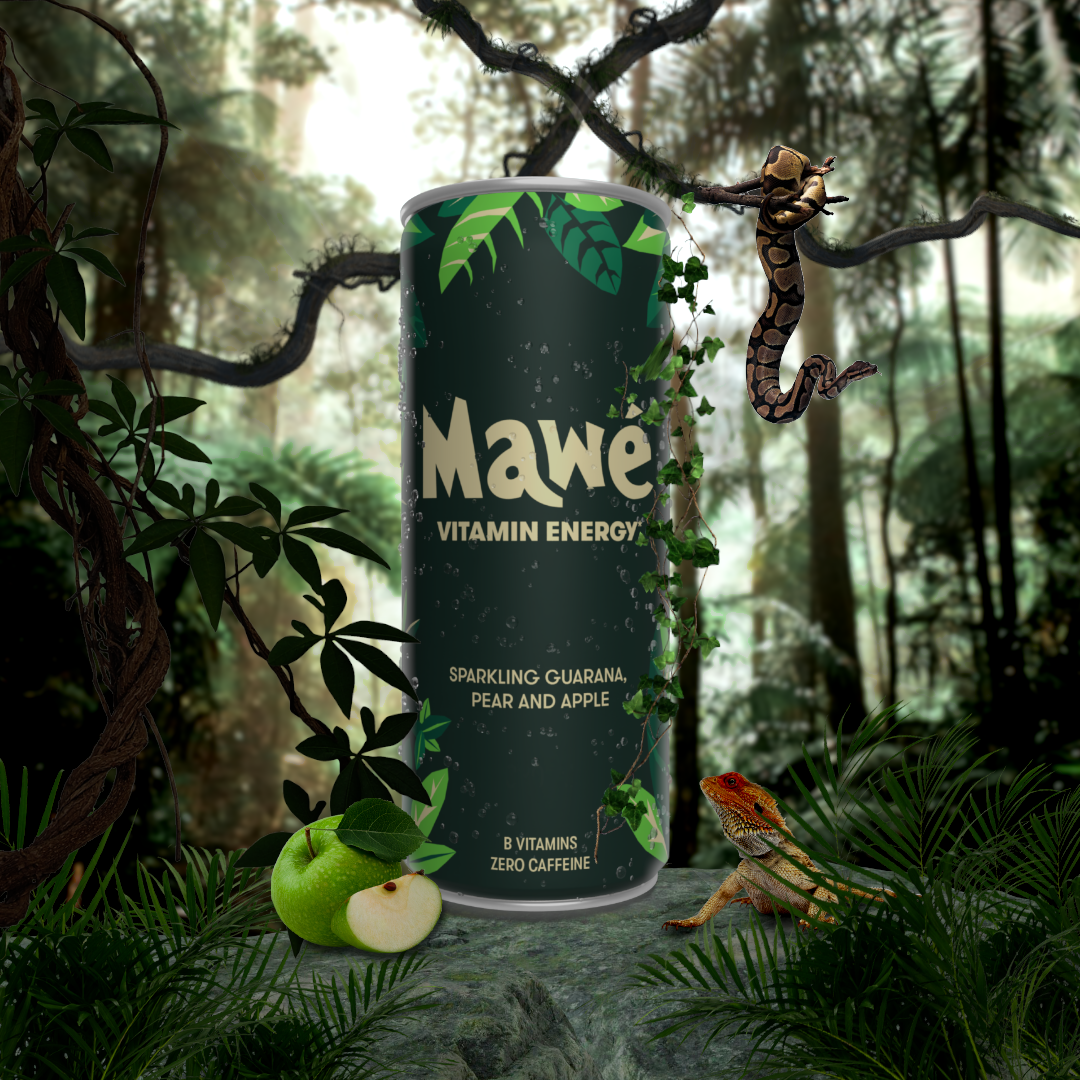 Mawé
VITAMIN ENERGY
SPARKLING GUARANA,
PEAR AND APPLE
B VITAMINS
ZERO CAFFEINE